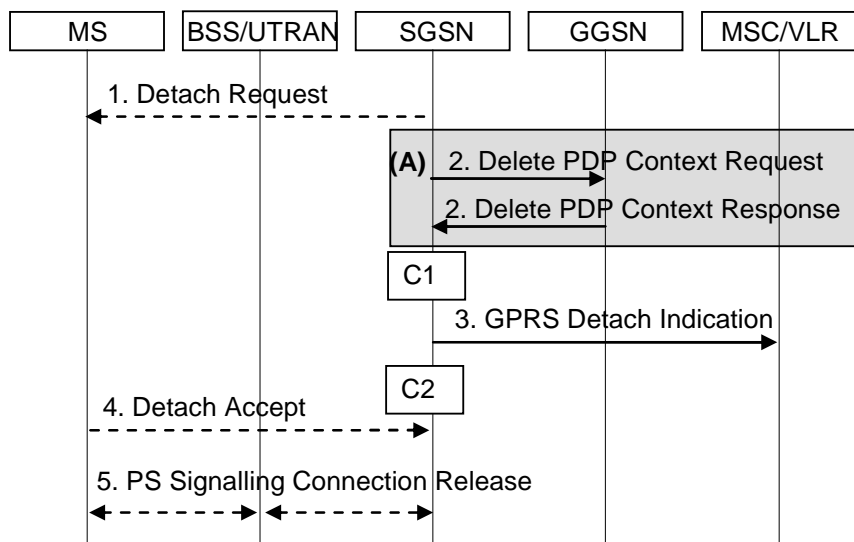 MS BSS/UTRAN SGSN GGSN MSC/VLR
1. Detach Request
(A) 2. Delete PDP Context Request
2. Delete PDP Context Response
C1
3. GPRS Detach Indication
C2
4. Detach Accept
5. PS Signalling Connection Release